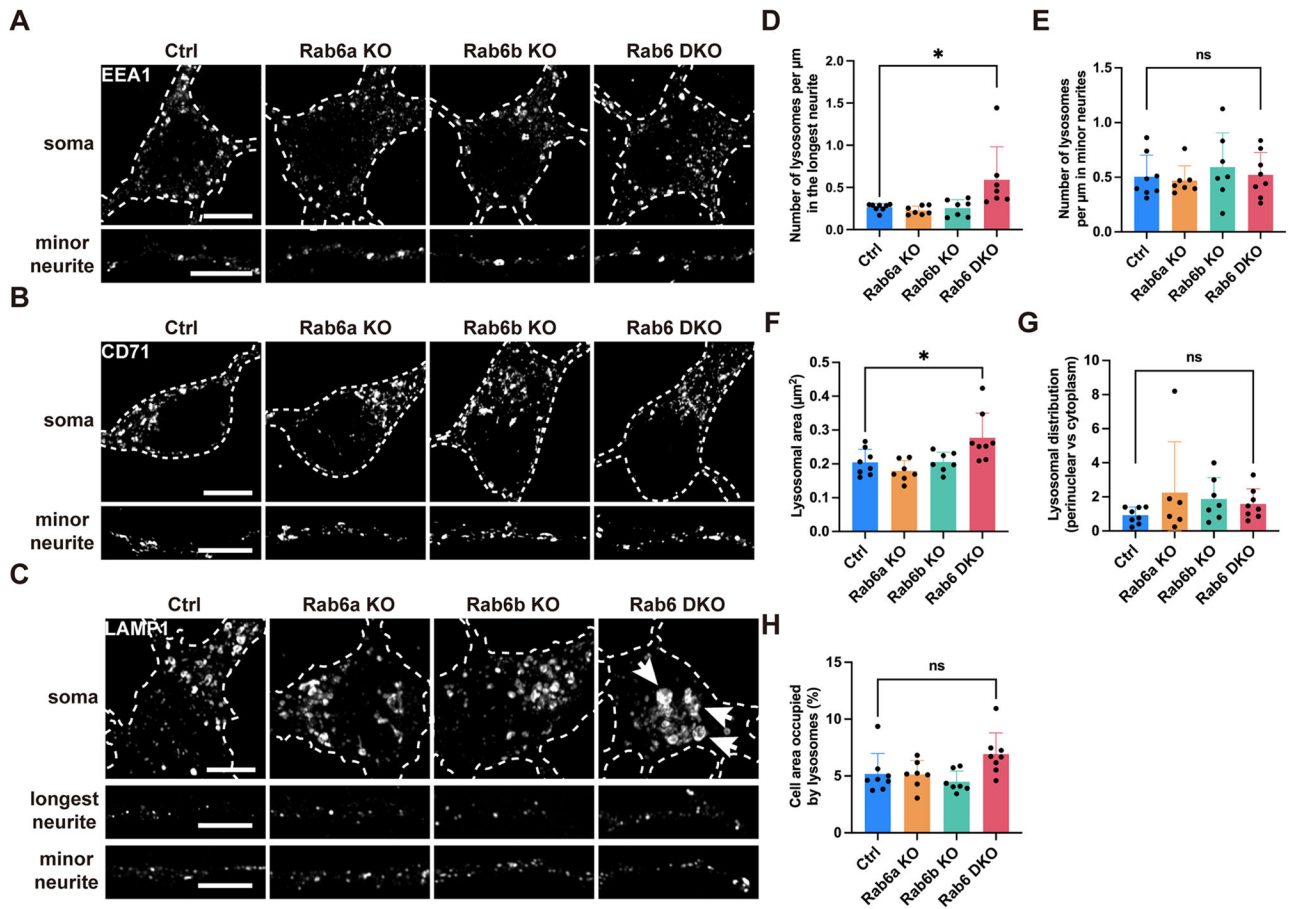 A
Ctrl
Rab6a KO
Rab6b KO
Rab6 DKO
EEA1
soma
minor
neurite
B
Ctrl
Rab6a KO
Rab6b KO
Rab6 DKO
CD71
soma
minor
neurite
C
Ctrl
Rab6a KO
Rab6b KO
Rab6 DKO
LAMP1
soma
longest
neurite
minor
neurite
D
Number of lysosomes per µm
in the longest neurite
2.0
1.5
1.0
0.5
0.0
*
Ctrl
Rab6a KO
Rab6b KO
Rab6 DKO
E
Number of lysosomes
per µm in minor neurites
1.5
1.0
0.5
0.0
ns
Ctrl
Rab6a KO
Rab6b KO
Rab6 DKO
F
Lysosomal area (µm²)
0.5
0.4
0.3
0.2
0.1
0.0
*
Ctrl
Rab6a KO
Rab6b KO
Rab6 DKO
G
Lysosomal distribution
(perinuclear vs cytoplasm)
10
8
6
4
2
0
ns
Ctrl
Rab6a KO
Rab6b KO
Rab6 DKO
H
Cell area occupied
by lysosomes (%)
15
10
5
0
ns
Ctrl
Rab6a KO
Rab6b KO
Rab6 DKO